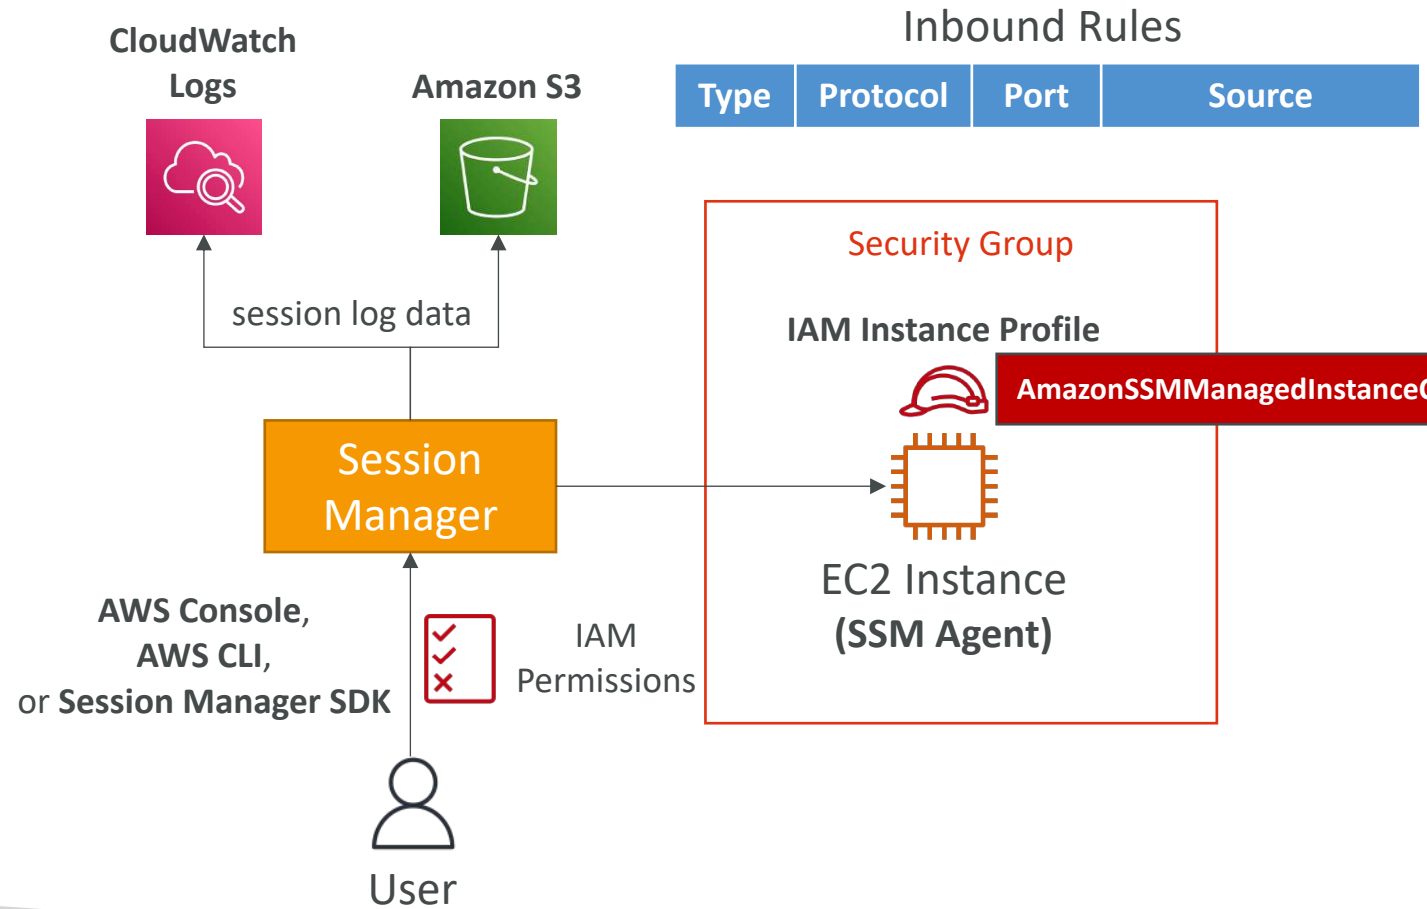 CloudWatch
Logs
Amazon S3
Inbound Rules
Type Protocol Port Source
session log data
Security Group
IAM Instance Profile
Session
Manager
EC2 Instance
(SSM Agent)
AWS Console,
AWS CLI,
or Session Manager SDK
IAM
Permissions
User